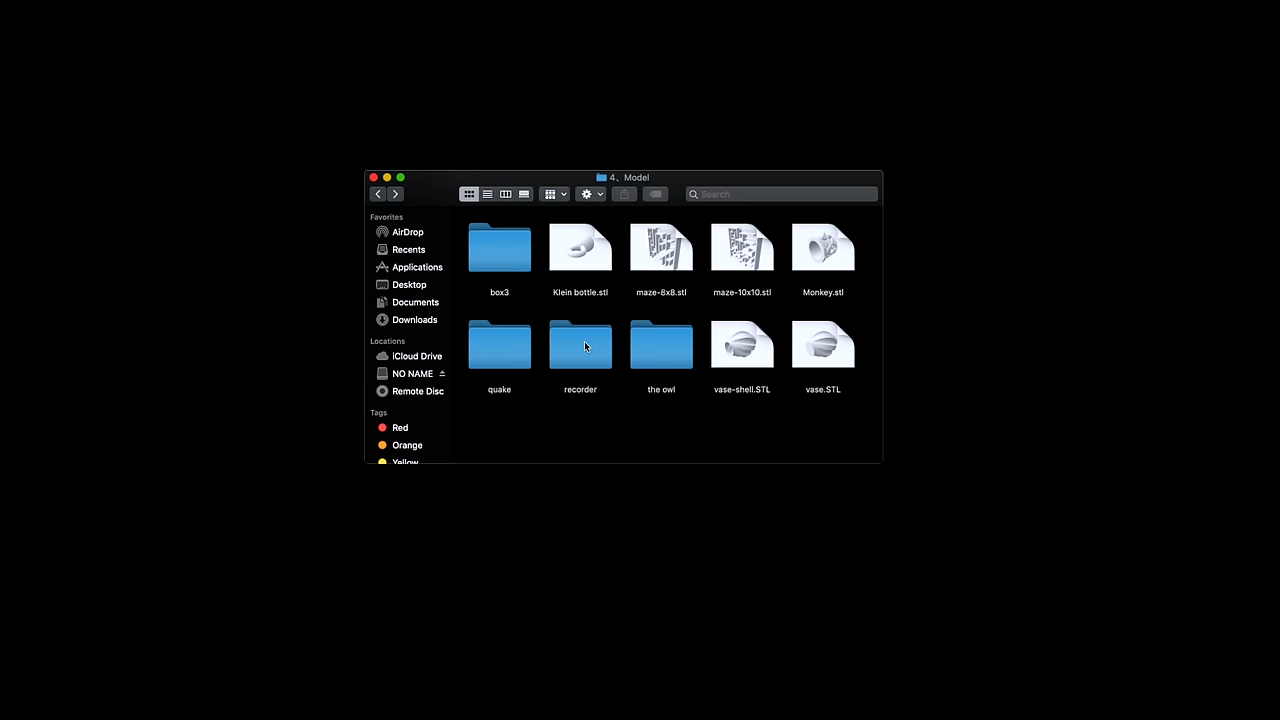 4、Model
Search
Favorites
AirDrop
Recents
Applications
Desktop
Documents
Downloads
Locations
iCloud Drive
NO NAME
Remote Disc
Tags
Red
Orange
Yellow
box3
Klein bottle.stl
maze-8x8.stl
maze-10x10.stl
Monkey.stl
quake
recorder
the owl
vase-shell.STL
vase.STL